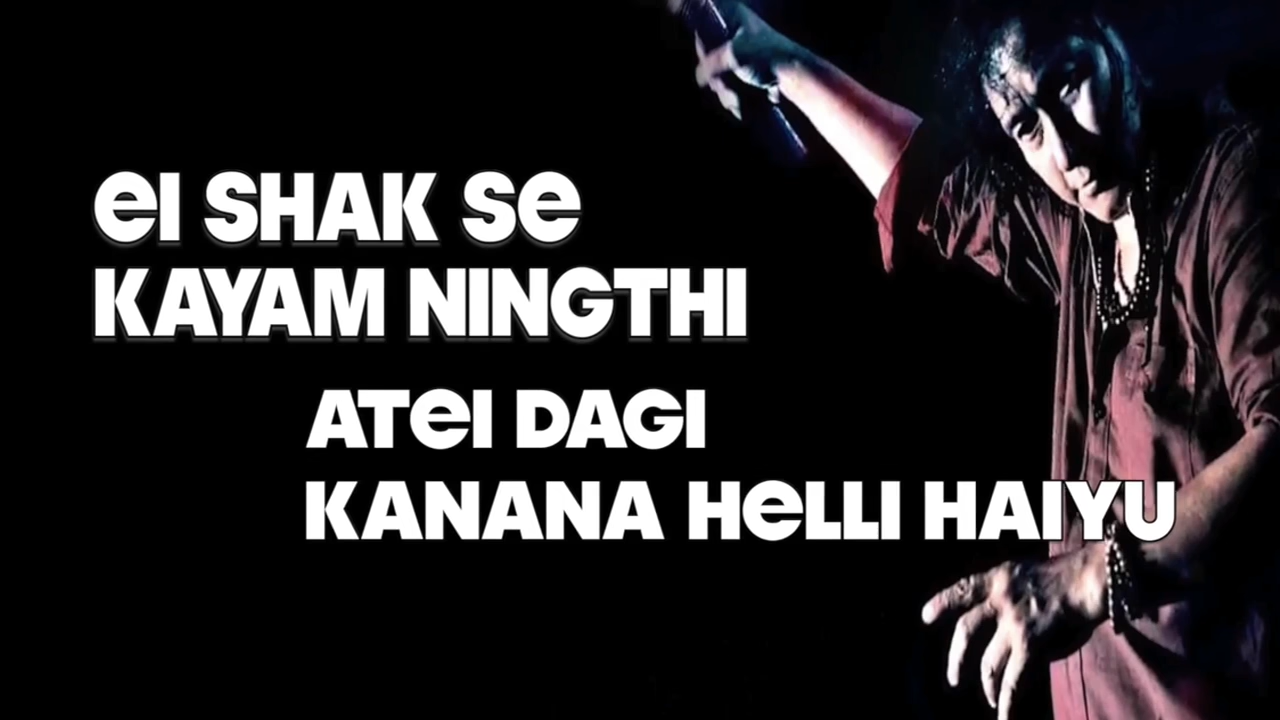 eI SHAK Se
KAYAM NINGTHI
ATeI DAGI
KANANA HeLLI HAIYU